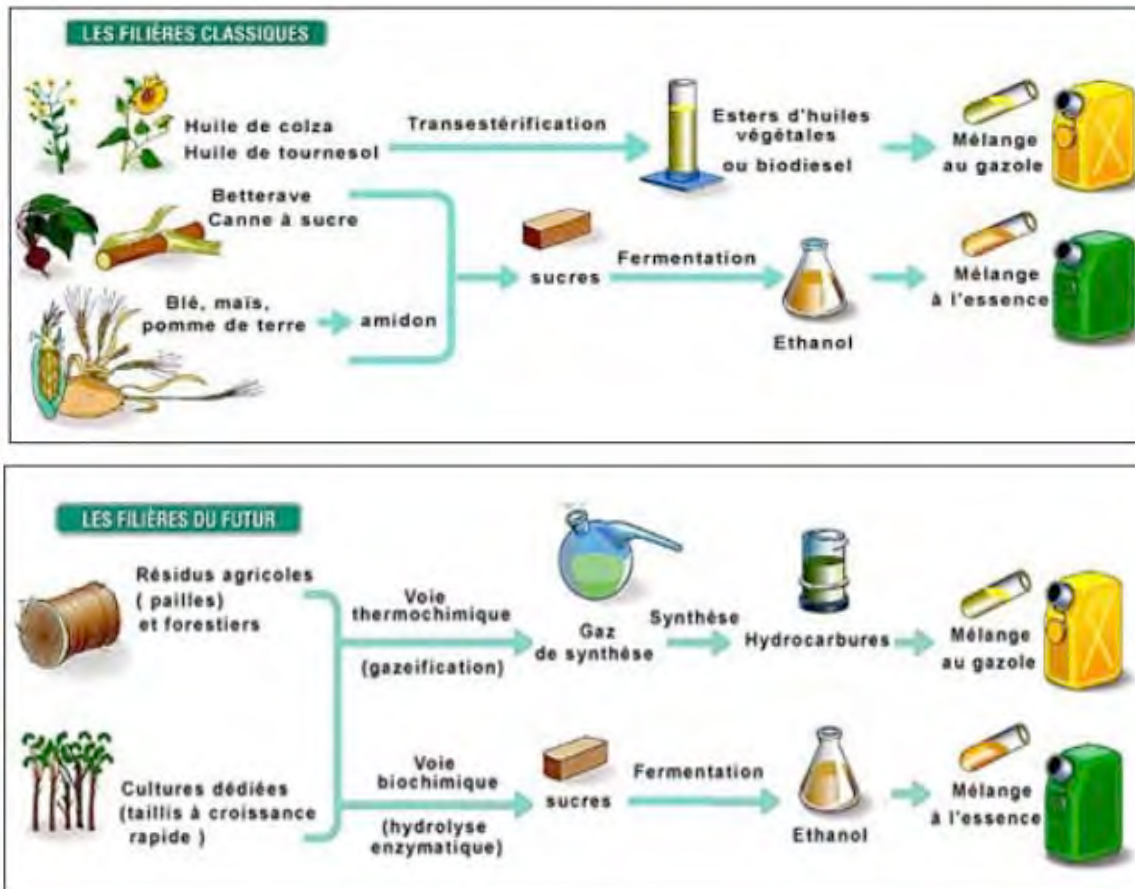 LES FILIÈRES CLASSIQUES
Huile de colza
Huile de tournesol
Transestérification
Esters d'huiles
végétales
ou biodiesel
Mélange
au gazole
Betterave
Canne à sucre
Blé, maïs,
pomme de terre
amidon
sucres
Fermentation
Ethanol
Mélange
à l'essence
LES FILIÈRES DU FUTUR
Résidus agricoles
( pailles)
et forestiers
Voie
thermochimique
(gazeification)
Gaz
de synthèse
Synthèse
Hydrocarbures
Mélange
au gazole
Cultures dédiées
(taillis à croissance
rapide )
Voie
biochimique
(hydrolyse
enzymatique)
sucres
Fermentation
Ethanol
Mélange
à l'essence